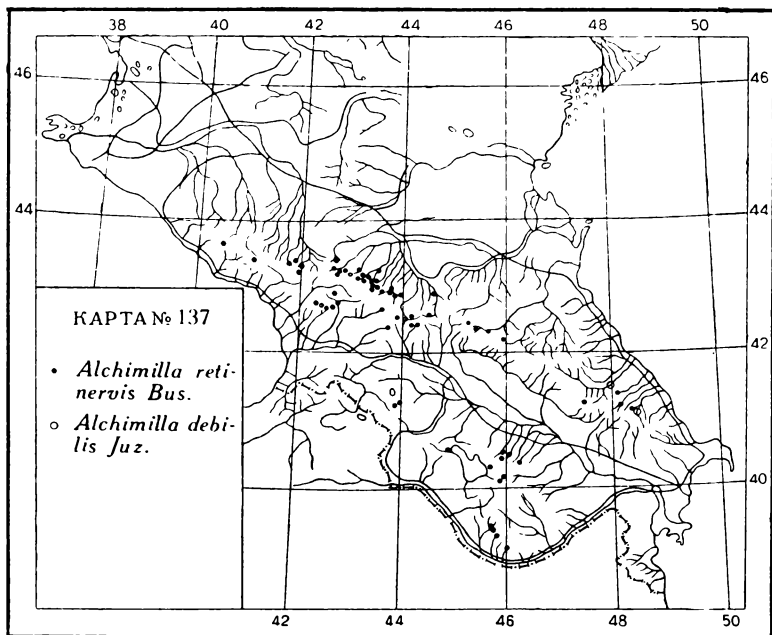 38 40 42 44 46 48 50
46 46
44 44
42 42
40 40
КАРТА № 137
Alchimilla reti-
nervis Bus.
Alchimilla debi-
lis Juz.
42 44 46 48 50